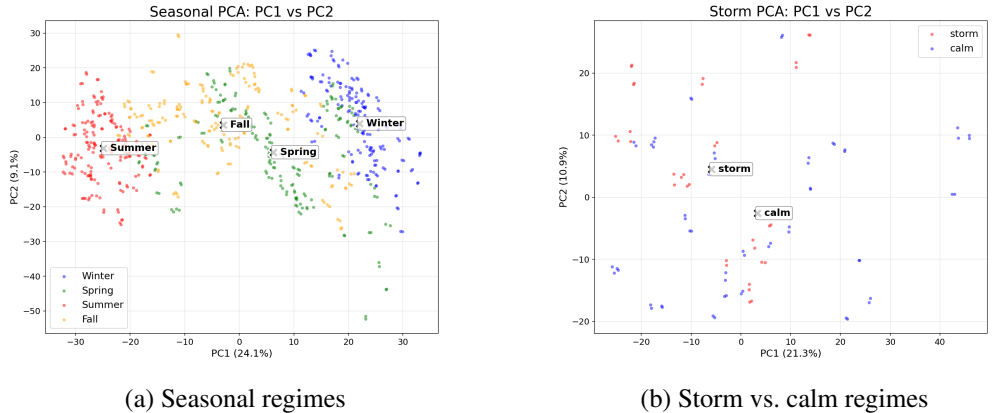 Seasonal PCA: PC1 vs PC2
30
20
10
0
−10
−20
−30
−40
−50
PC2 (9.1%)
Summer
Fall
Spring
Winter
Winter
Spring
Summer
Fall
−30
−20
−10
0
10
20
30
PC1 (24.1%)
(a) Seasonal regimes
Storm PCA: PC1 vs PC2
storm
calm
20
10
0
−10
−20
PC2 (10.9%)
storm
calm
−20
−10
0
10
20
30
40
PC1 (21.3%)
(b) Storm vs. calm regimes